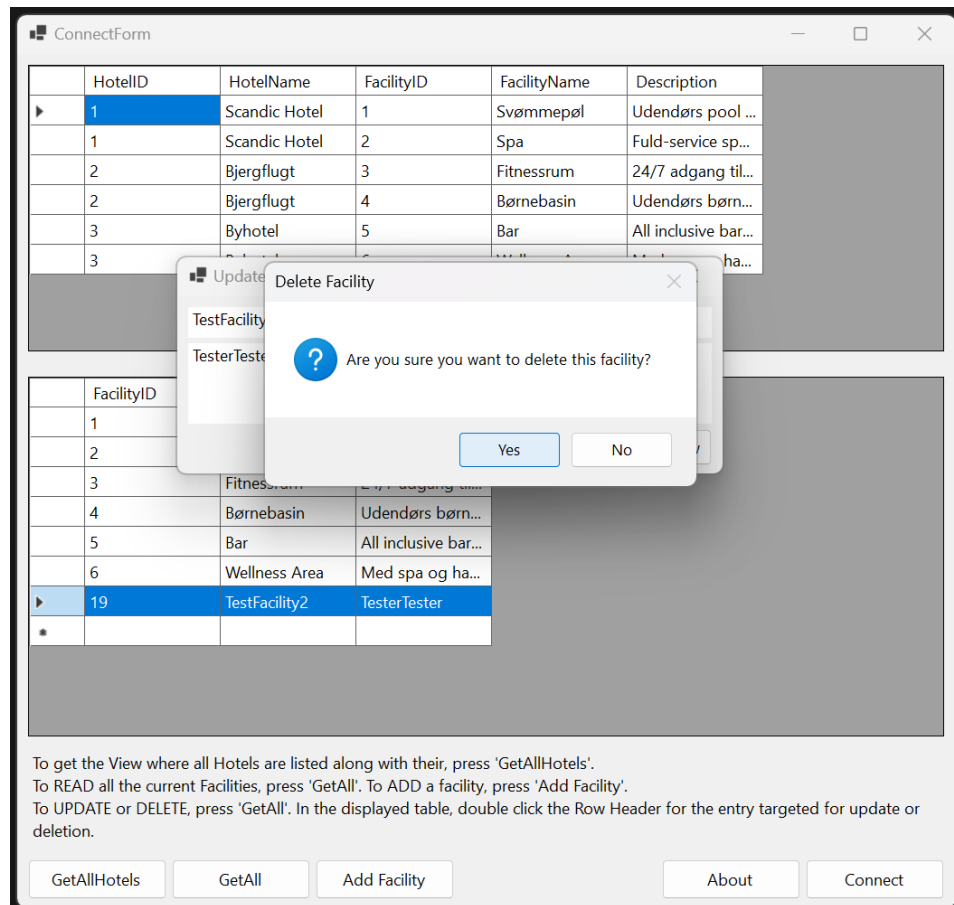 ConnectForm
HotelID HotelName FacilityID FacilityName Description
1 Scandic Hotel 1 Svømmepøl Udendørs pool ...
1 Scandic Hotel 2 Spa Fuld-service sp...
2 Bjergflugt 3 Fitnessrum 24/7 adgang til...
2 Bjergflugt 4 Børnebasin Udendørs børn...
3 Byhotel 5 Bar All inclusive bar...
3 ha...
Update
Delete Facility
TestFacility
TesterTeste
Are you sure you want to delete this facility?
Yes No
FacilityID
1
2
3 Fitnessrum 24/7 adgang til...
4 Børnebasin Udendørs børn...
5 Bar All inclusive bar...
6 Wellness Area Med spa og ha...
19 TestFacility2 TesterTester
To get the View where all Hotels are listed along with their, press 'GetAllHotels'.
To READ all the current Facilities, press 'GetAll'. To ADD a facility, press 'Add Facility'.
To UPDATE or DELETE, press 'GetAll'. In the displayed table, double click the Row Header for the entry targeted for update or
deletion.
GetAllHotels GetAll Add Facility About Connect